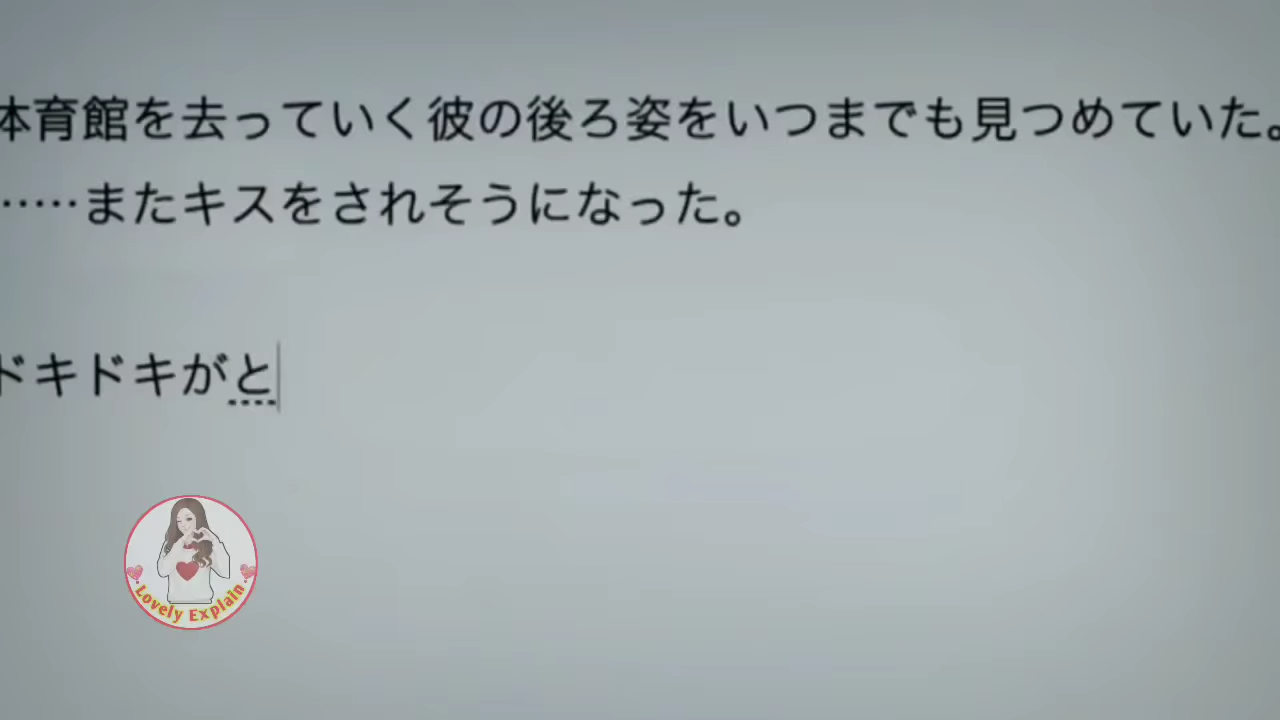 体育館を去っていく彼の後ろ姿をいつまでも見つめていた。
……またキスをされそうになった。
ドキドキがと
Lovely Explain